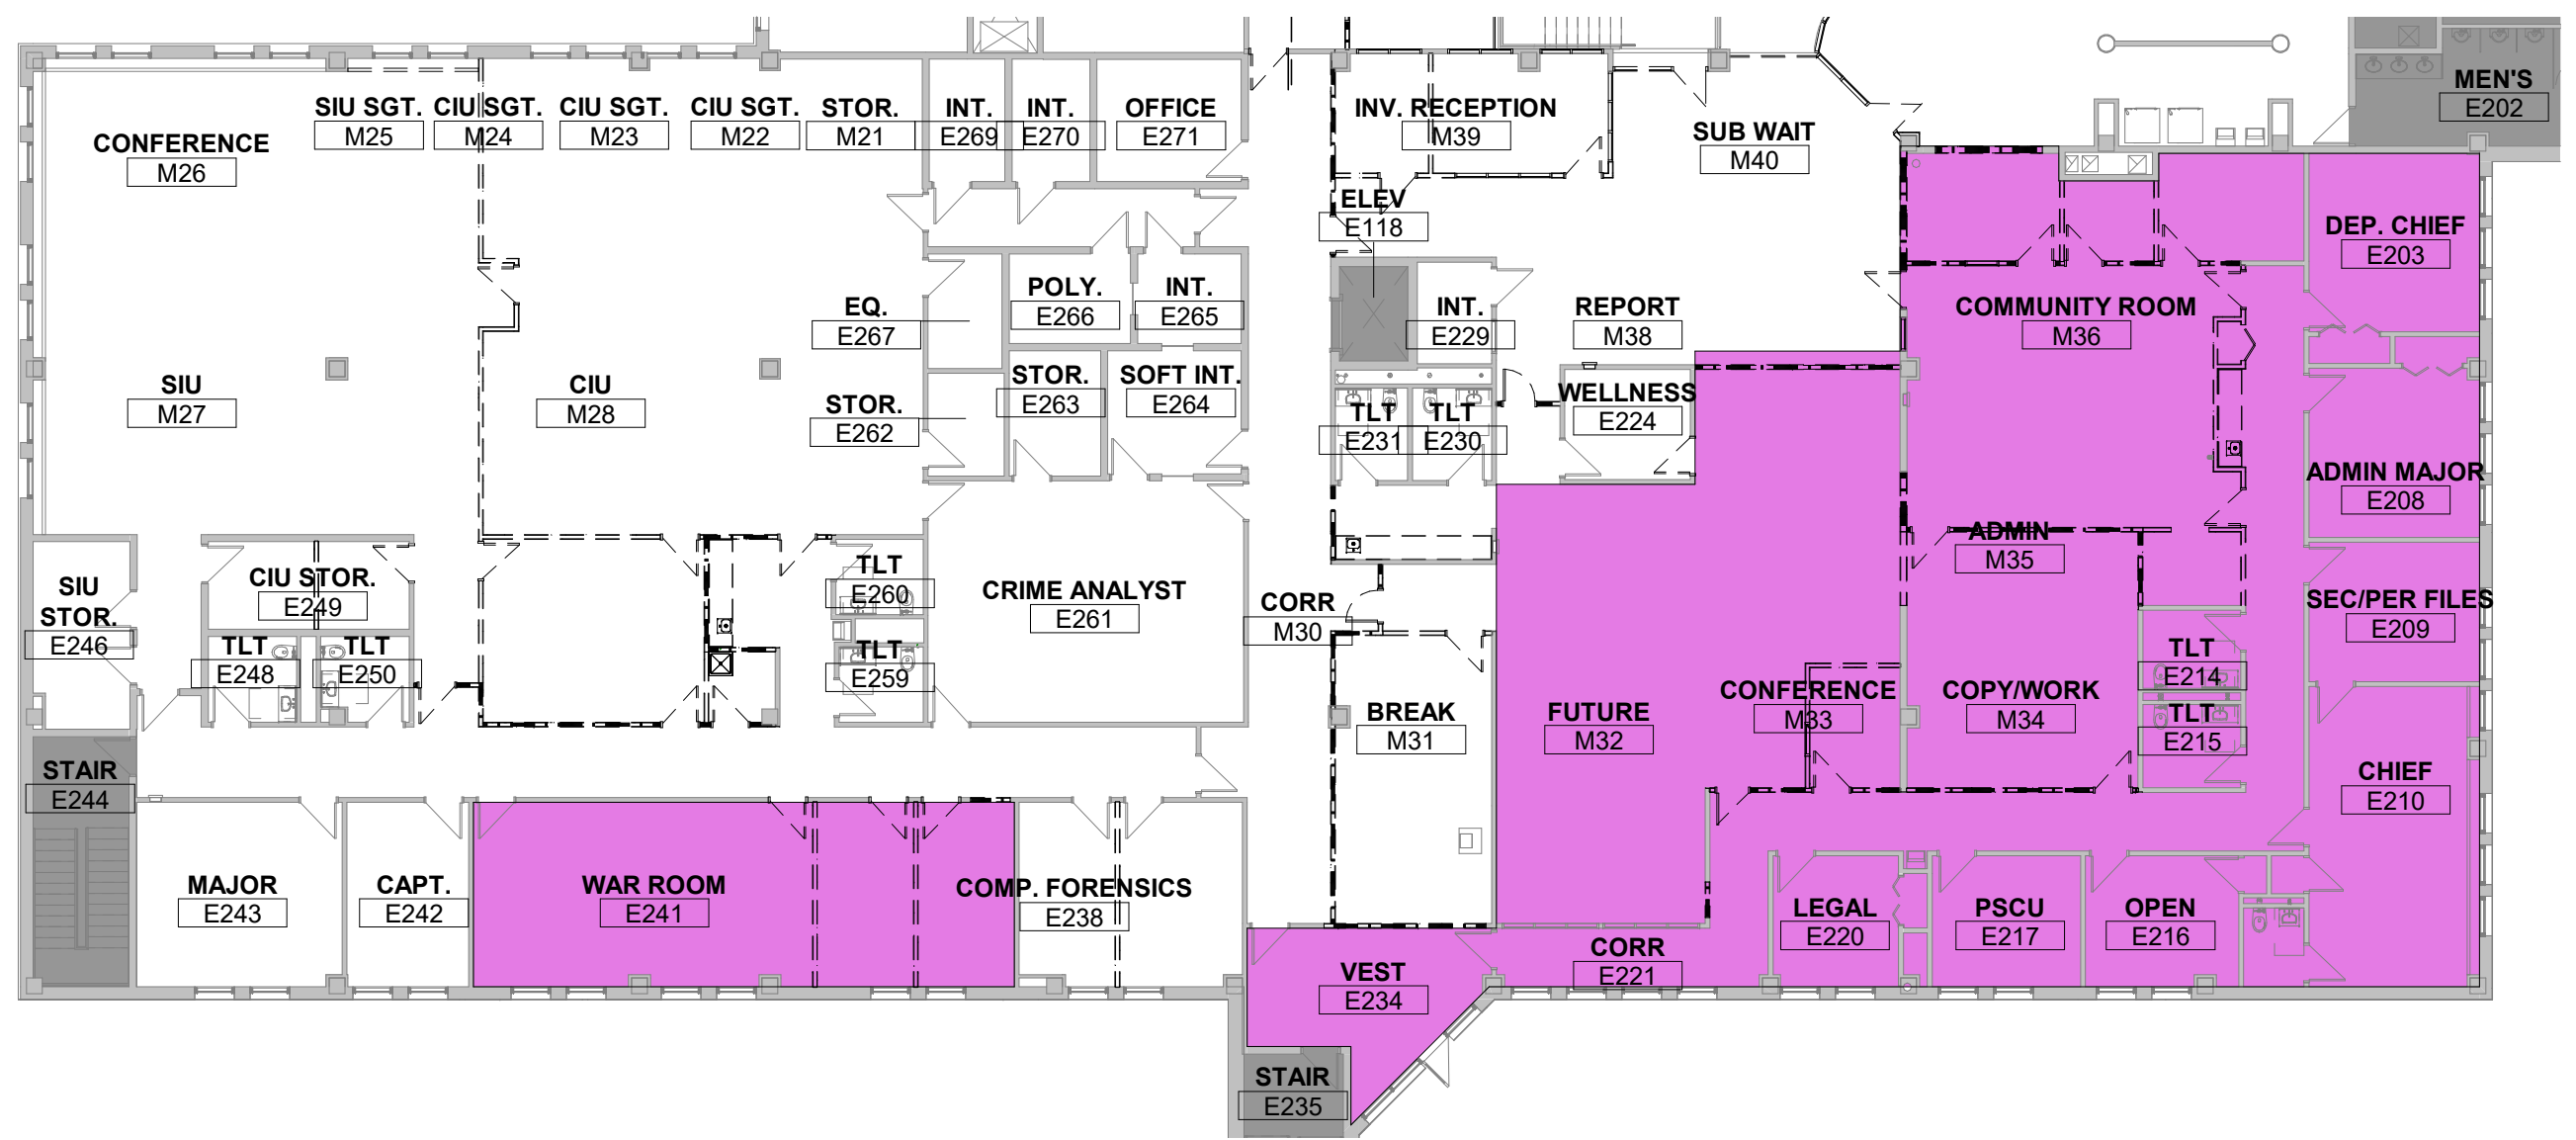 MEN'S
E202
CONFERENCE
M26
SIU SGT.
M25
CIU SGT.
M24
CIU SGT.
M23
CIU SGT.
M22
STOR.
M21
INT.
E269
INT.
E270
OFFICE
E271
INV. RECEPTION
M39
SUB WAIT
M40
ELEV
E118
DEP. CHIEF
E203
EQ.
E267
POLY.
E266
INT.
E265
INT.
E229
REPORT
M38
COMMUNITY ROOM
M36
SIU
M27
CIU
M28
STOR.
E262
STOR.
E263
SOFT INT.
E264
TLT
E231
TLT
E230
WELLNESS
E224
ADMIN MAJOR
E208
SIU
STOR.
E246
CIU STOR.
E249
TLT
E248
TLT
E250
TLT
E260
TLT
E259
CRIME ANALYST
E261
CORR
M30
ADMIN
M35
SEC/PER FILES
E209
TLT
E214
TLT
E215
BREAK
M31
FUTURE
M32
CONFERENCE
M33
COPY/WORK
M34
CHIEF
E210
STAIR
E244
MAJOR
E243
CAPT.
E242
WAR ROOM
E241
COMP. FORENSICS
E238
LEGAL
E220
PSCU
E217
OPEN
E216
VEST
E234
CORR
E221
STAIR
E235